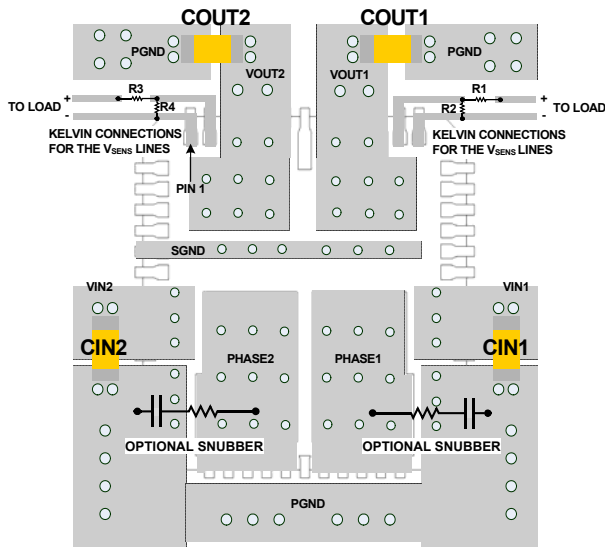 COUT2 COUT1
PGND PGND
VOUT2 VOUT1
R3 R1
TO LOAD + + TO LOAD
R4 R2
- -
KELVIN CONNECTIONS
FOR THE VSENS LINES
KELVIN CONNECTIONS
FOR THE VSENS LINES
PIN 1
SGND
VIN2 VIN1
CIN2 CIN1
PHASE2 PHASE1
OPTIONAL SNUBBER OPTIONAL SNUBBER
PGND